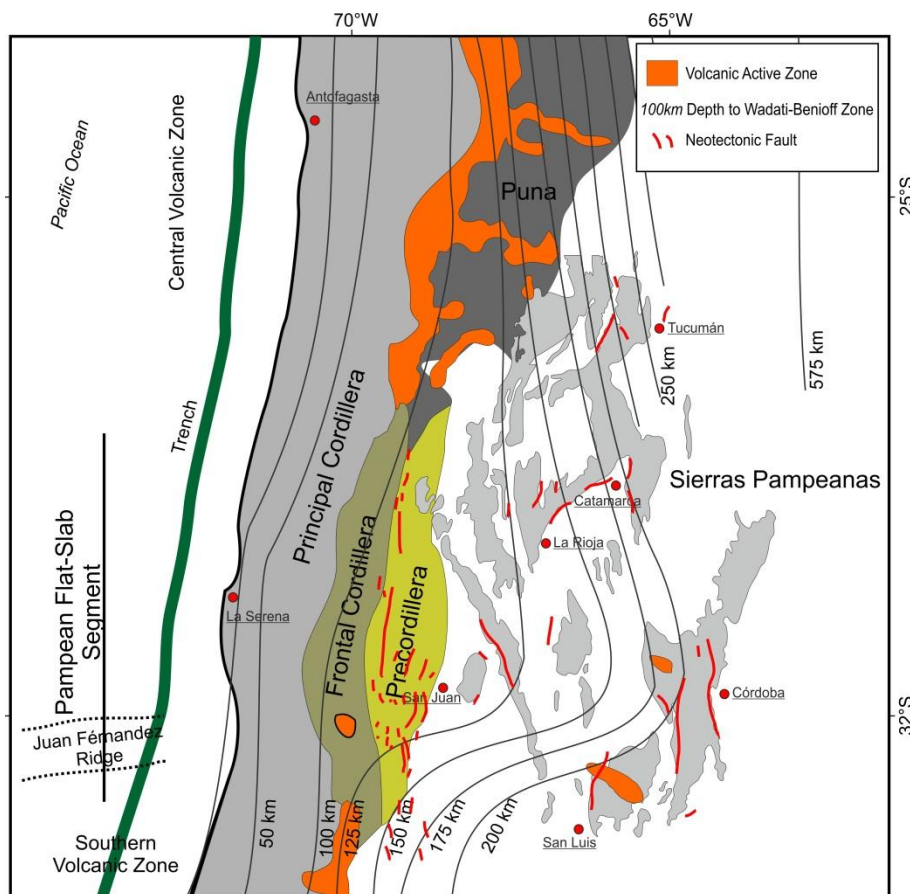 70°W
65°W
Volcanic Active Zone
100km Depth to Wadati-Benioff Zone
Neotectonic Fault
Antofagasta
Pacific Ocean
Central Volcanic Zone
Puna
25°S
Tucumán
250 km
575 km
Trench
Principal Cordillera
Sierras Pampeanas
Catamarca
La Rioja
Pampean Flat-Slab
Segment
La Serena
Frontal Cordillera
Precordillera
San Juan
Córdoba
32°S
Juan Férnandez
Ridge
50 km
100 km
125 km
150 km
175 km
200 km
San Luis
Southern
Volcanic Zone